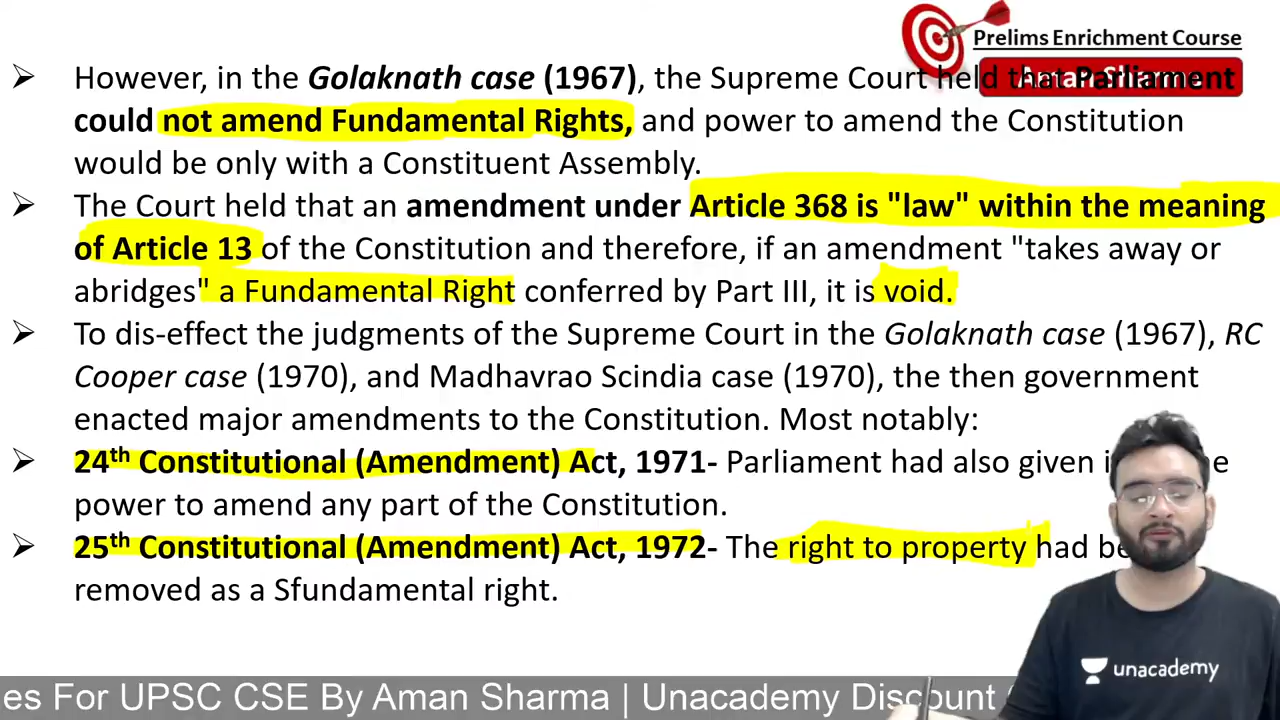 Prelims Enrichment Course
Aman Sharma
➢ However, in the Golaknath case (1967), the Supreme Court held that Parliament
could not amend Fundamental Rights, and power to amend the Constitution
would be only with a Constituent Assembly.
➢ The Court held that an amendment under Article 368 is "law" within the meaning
of Article 13 of the Constitution and therefore, if an amendment "takes away or
abridges" a Fundamental Right conferred by Part III, it is void.
➢ To dis-effect the judgments of the Supreme Court in the Golaknath case (1967), RC
Cooper case (1970), and Madhavrao Scindia case (1970), the then government
enacted major amendments to the Constitution. Most notably:
➢ 24th Constitutional (Amendment) Act, 1971- Parliament had also given
power to amend any part of the Constitution.
➢ 25th Constitutional (Amendment) Act, 1972- The right to property had
removed as a Sfundamental right.
unacademy
es For UPSC CSE By Aman Sharma | Unacademy Discount